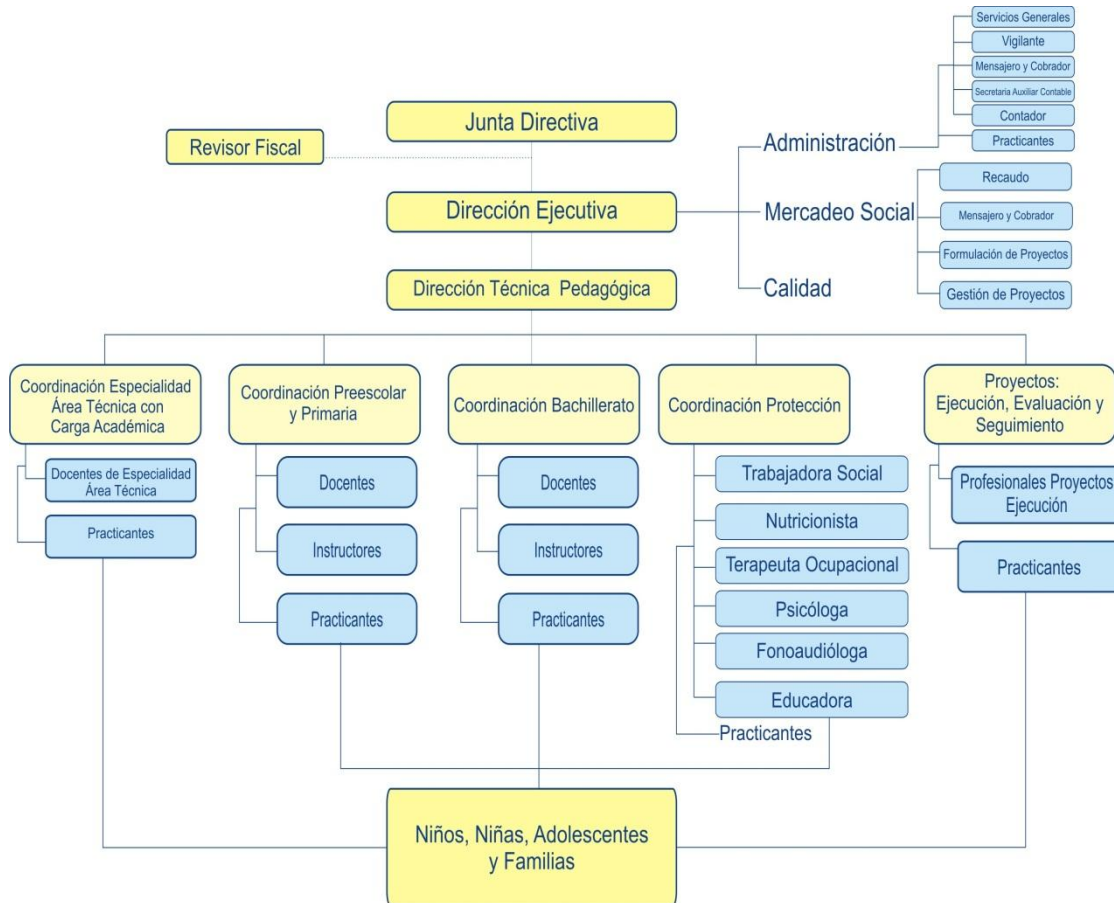 Junta Directiva
Revisor Fiscal
Dirección Ejecutiva
Dirección Técnica Pedagógica
Administración
Servicios Generales
Vigilante
Mensajero y Cobrador
Secretaria Auxiliar Contable
Contador
Practicantes
Mercadeo Social
Recaudo
Mensajero y Cobrador
Formulación de Proyectos
Gestión de Proyectos
Calidad
Coordinación Especialidad
Área Técnica con
Carga Académica
Docentes de Especialidad
Área Técnica
Practicantes
Coordinación Preescolar
y Primaria
Docentes
Instructores
Practicantes
Coordinación Bachillerato
Docentes
Instructores
Practicantes
Coordinación Protección
Trabajadora Social
Nutricionista
Terapeuta Ocupacional
Psicóloga
Fonoaudióloga
Educadora
Practicantes
Proyectos:
Ejecución, Evaluación y
Seguimiento
Profesionales Proyectos
Ejecución
Practicantes
Niños, Niñas, Adolescentes
y Familias